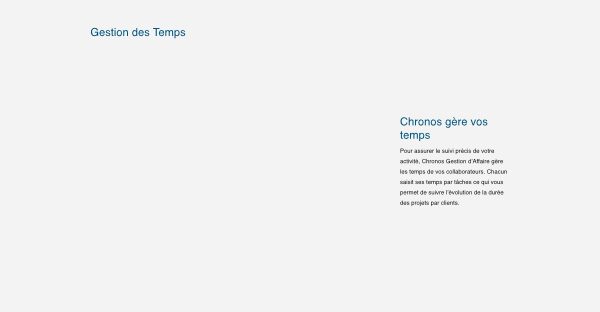 Gestion des Temps
Chronos gère vos
temps
Pour assurer le suivi précis de votre
activité, Chronos Gestion d'Affaire gère
les temps de vos collaborateurs. Chacun
saisit ses temps par tâches ce qui vous
permet de suivre l'évolution de la durée
des projets par clients.